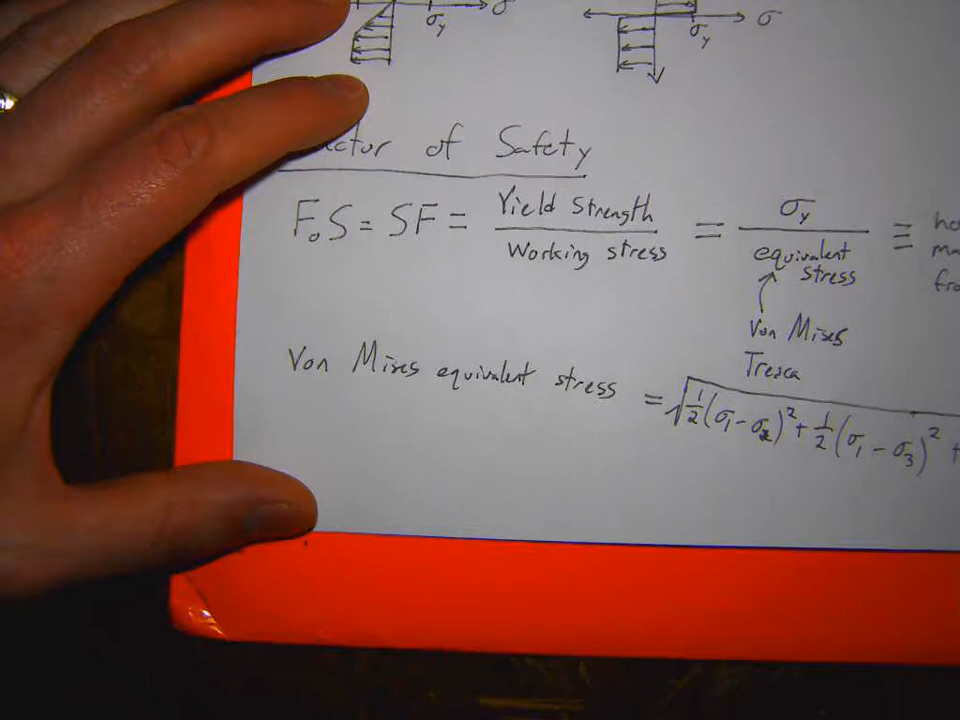 σ σ
σy σy
ctor of Safety
FoS = SF = Yield Strength / Working stress = σy / equivalent stress ≡
Von Mises
Tresca
Von Mises equivalent stress = √ ½(σ1 - σ2)² + ½(σ1 - σ3)² +